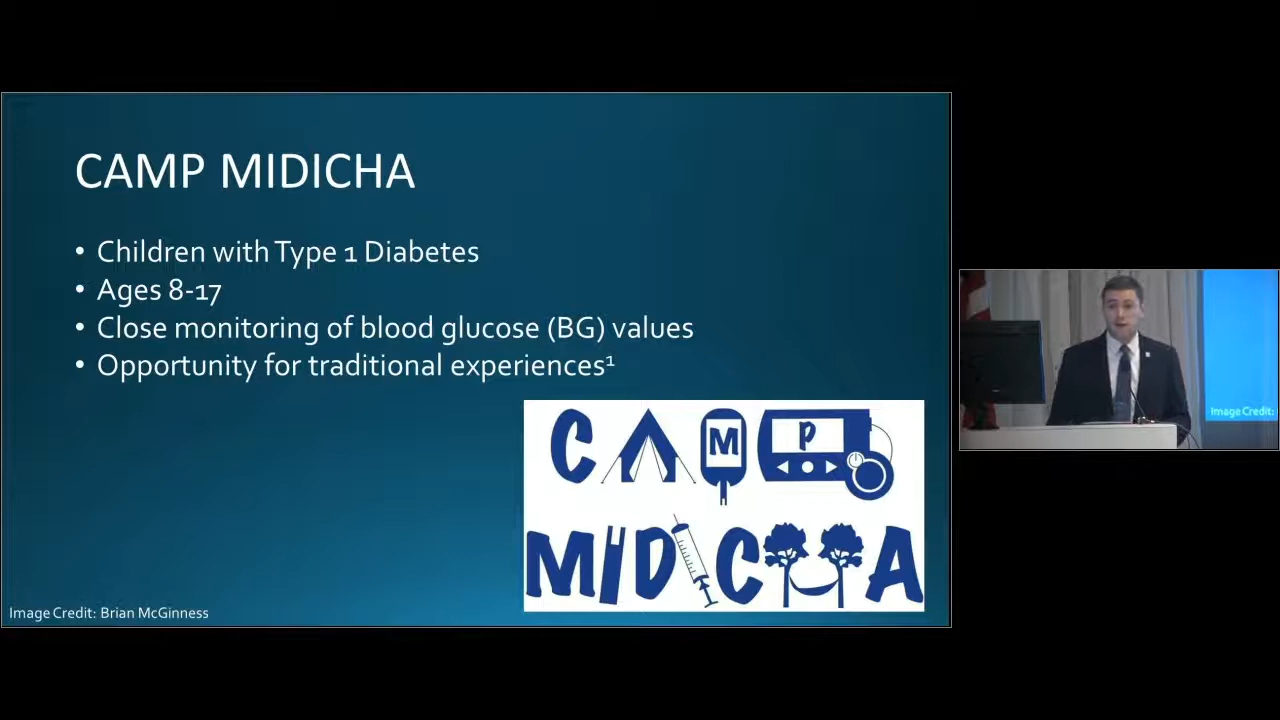 CAMP MIDICHA
• Children with Type 1 Diabetes
• Ages 8-17
• Close monitoring of blood glucose (BG) values
• Opportunity for traditional experiences¹
CAMP
MIDICHA
Image Credit: Brian McGinness
Image Credit: